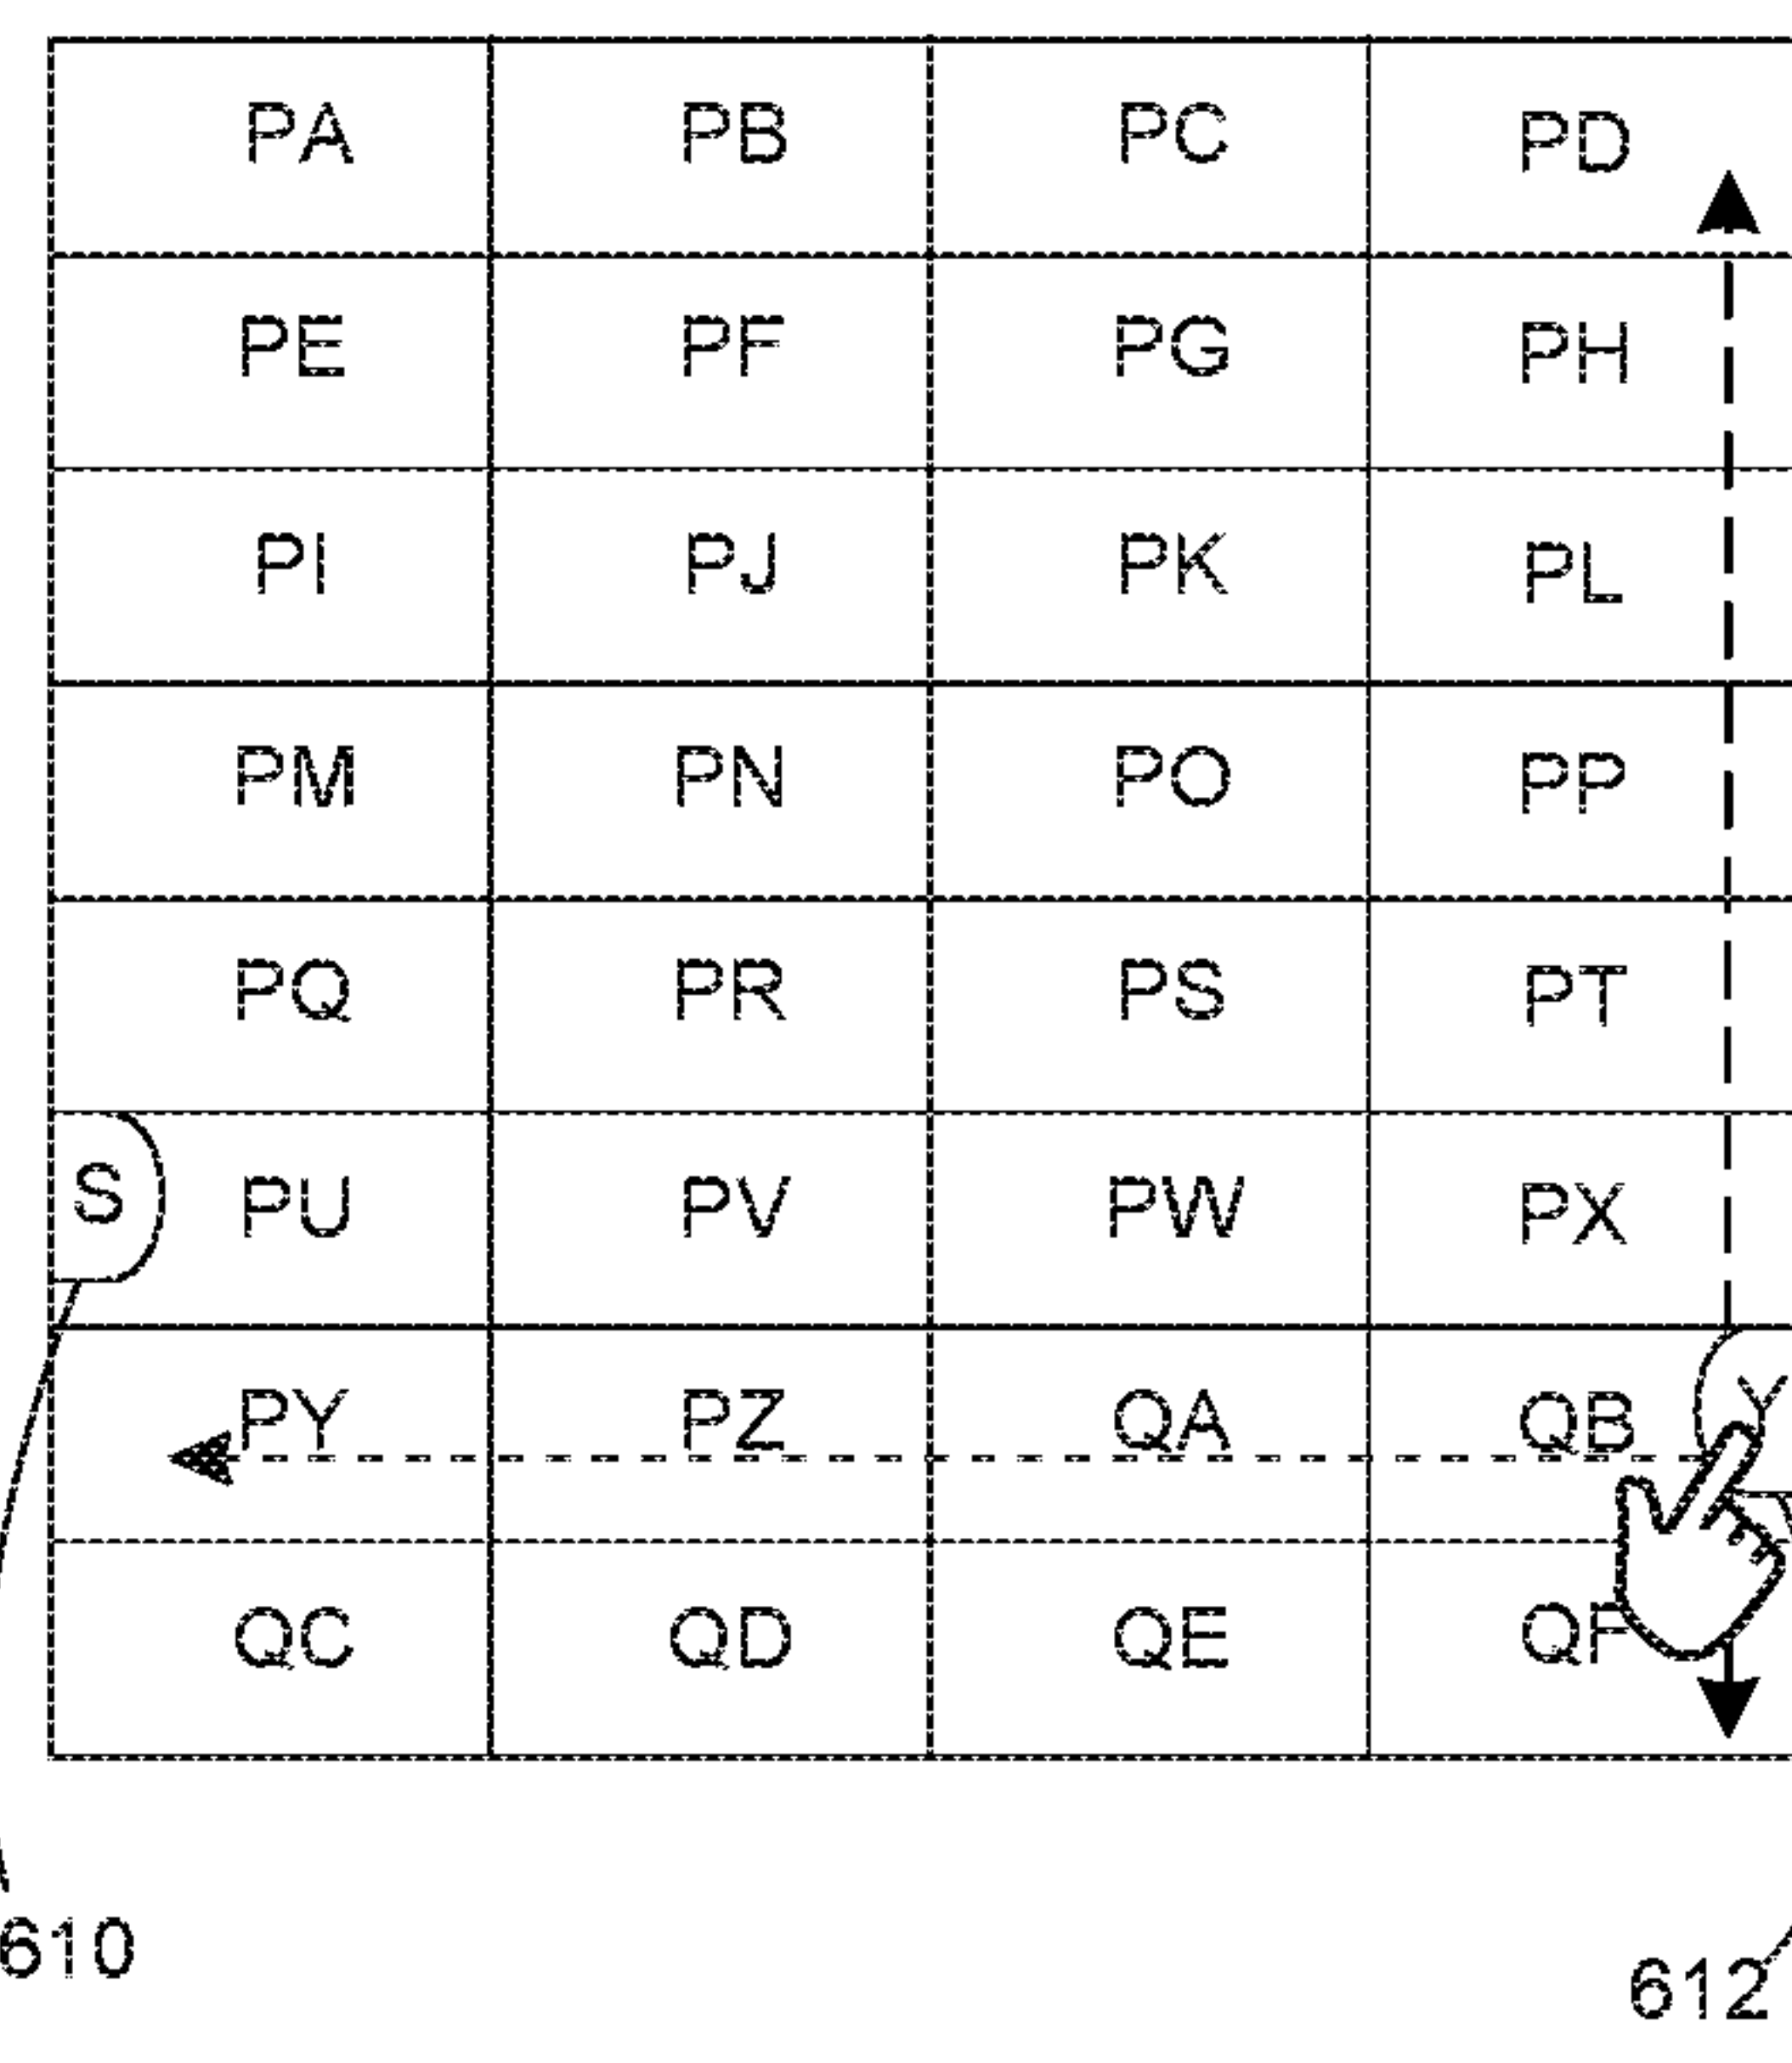 PA PB PC PD
PE PF PG PH
PI PJ PK PL
PM PN PO PP
PQ PR PS PT
S PU PV PW PX
PY PZ QA QB Y
QC QD QE QF
610
612